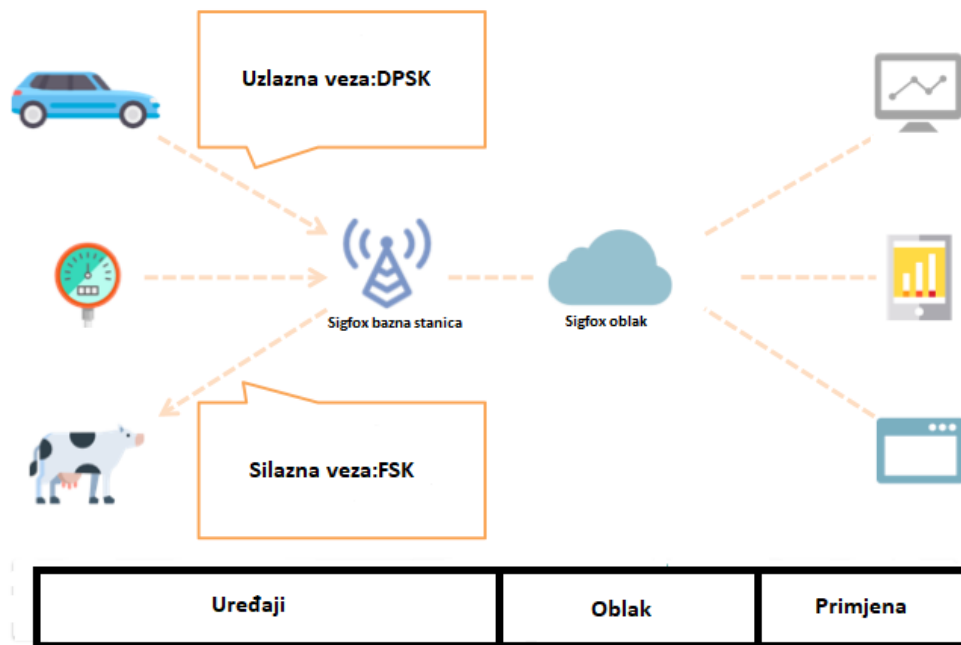 Uzlazna veza:DPSK
Sigfox bazna stanica
Sigfox oblak
Silazna veza:FSK
Uređaji
Oblak
Primjena